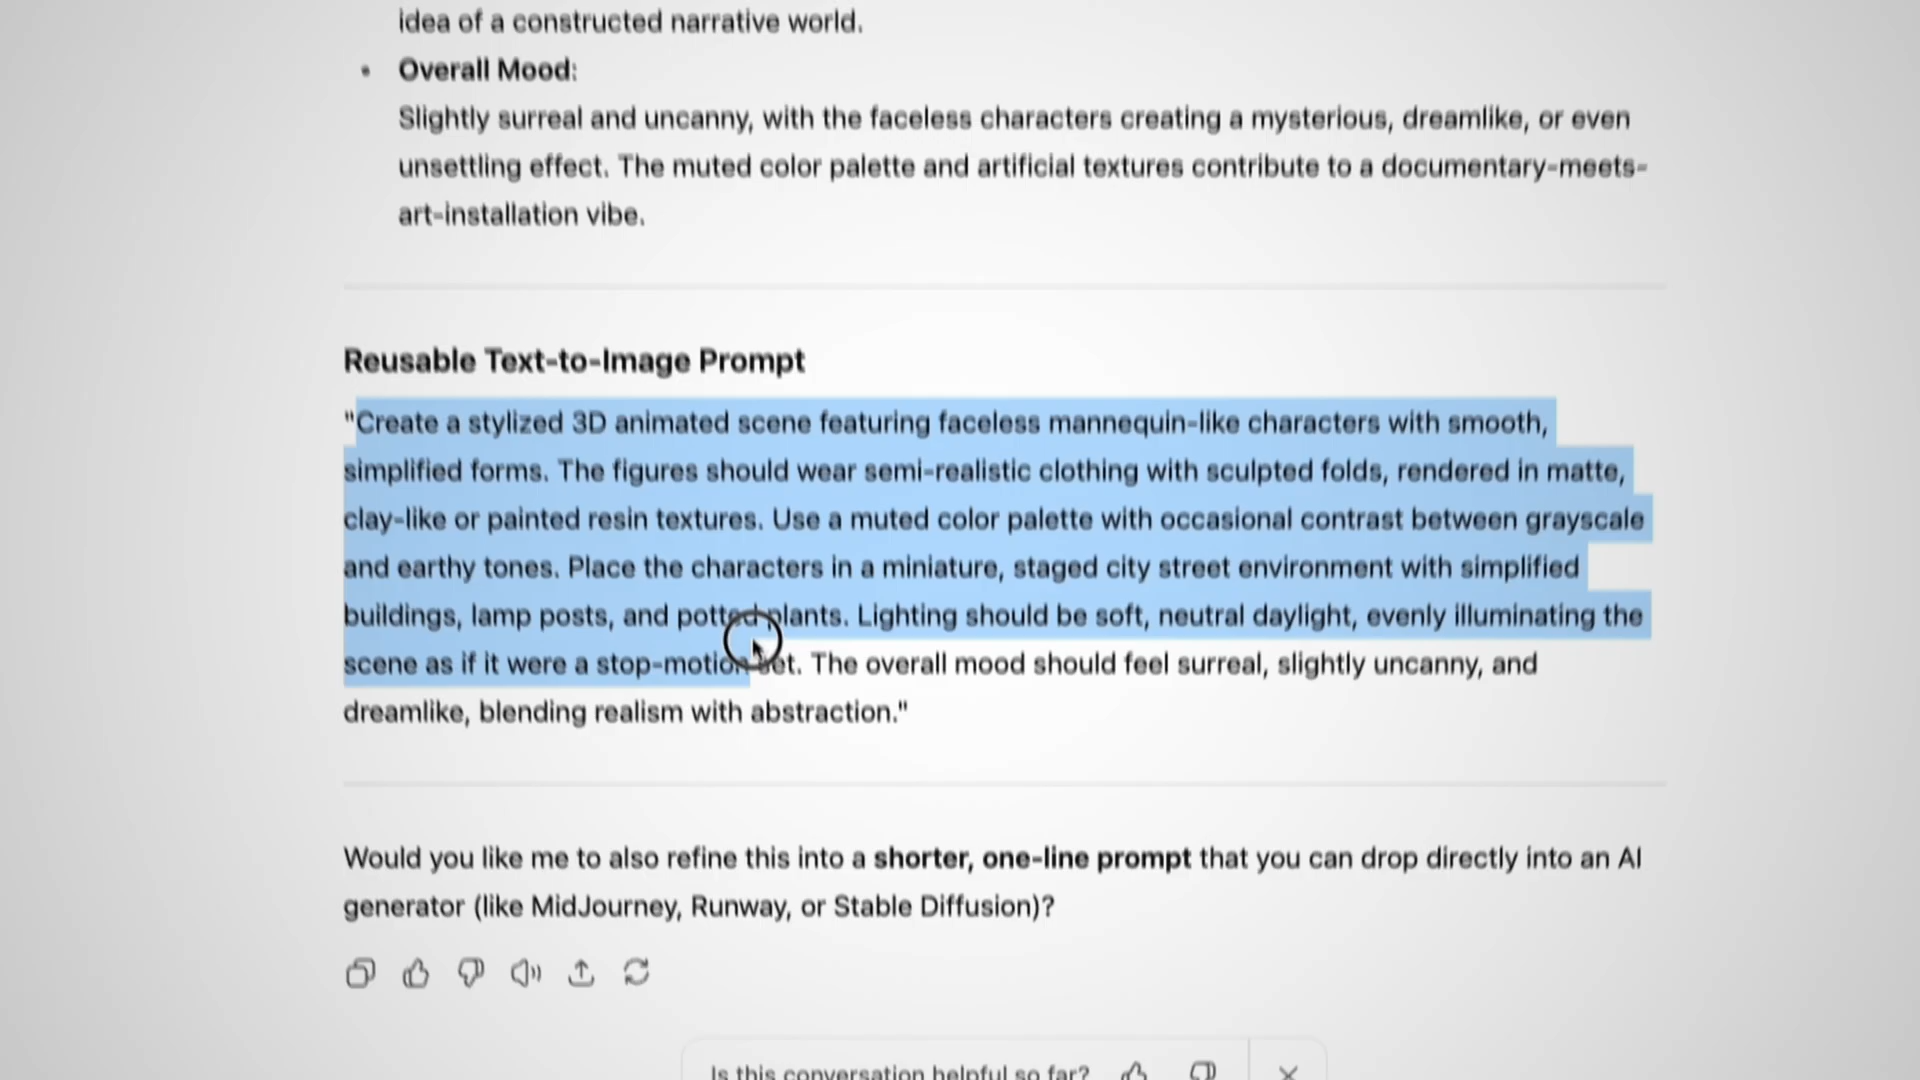 idea of a constructed narrative world.
• Overall Mood:
Slightly surreal and uncanny, with the faceless characters creating a mysterious, dreamlike, or even
unsettling effect. The muted color palette and artificial textures contribute to a documentary-meets-
art-installation vibe.
Reusable Text-to-Image Prompt
"Create a stylized 3D animated scene featuring faceless mannequin-like characters with smooth,
simplified forms. The figures should wear semi-realistic clothing with sculpted folds, rendered in matte,
clay-like or painted resin textures. Use a muted color palette with occasional contrast between grayscale
and earthy tones. Place the characters in a miniature, staged city street environment with simplified
buildings, lamp posts, and potted plants. Lighting should be soft, neutral daylight, evenly illuminating the
scene as if it were a stop-motion set. The overall mood should feel surreal, slightly uncanny, and
dreamlike, blending realism with abstraction."
Would you like me to also refine this into a shorter, one-line prompt that you can drop directly into an AI
generator (like MidJourney, Runway, or Stable Diffusion)?
Is this conversation helpful so far?